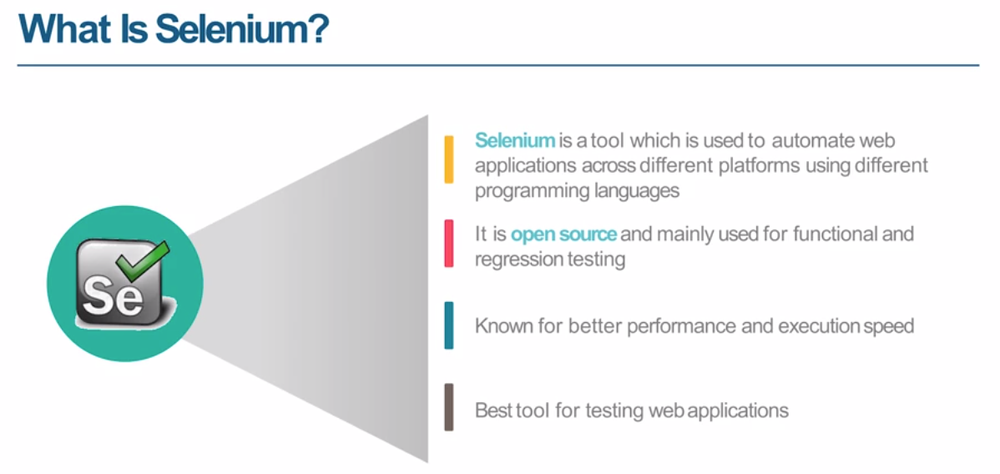 What Is Selenium?
Selenium is a tool which is used to automate web
applications across different platforms using different
programming languages
It is open source and mainly used for functional and
regression testing
Se
Known for better performance and execution speed
Best tool for testing web applications